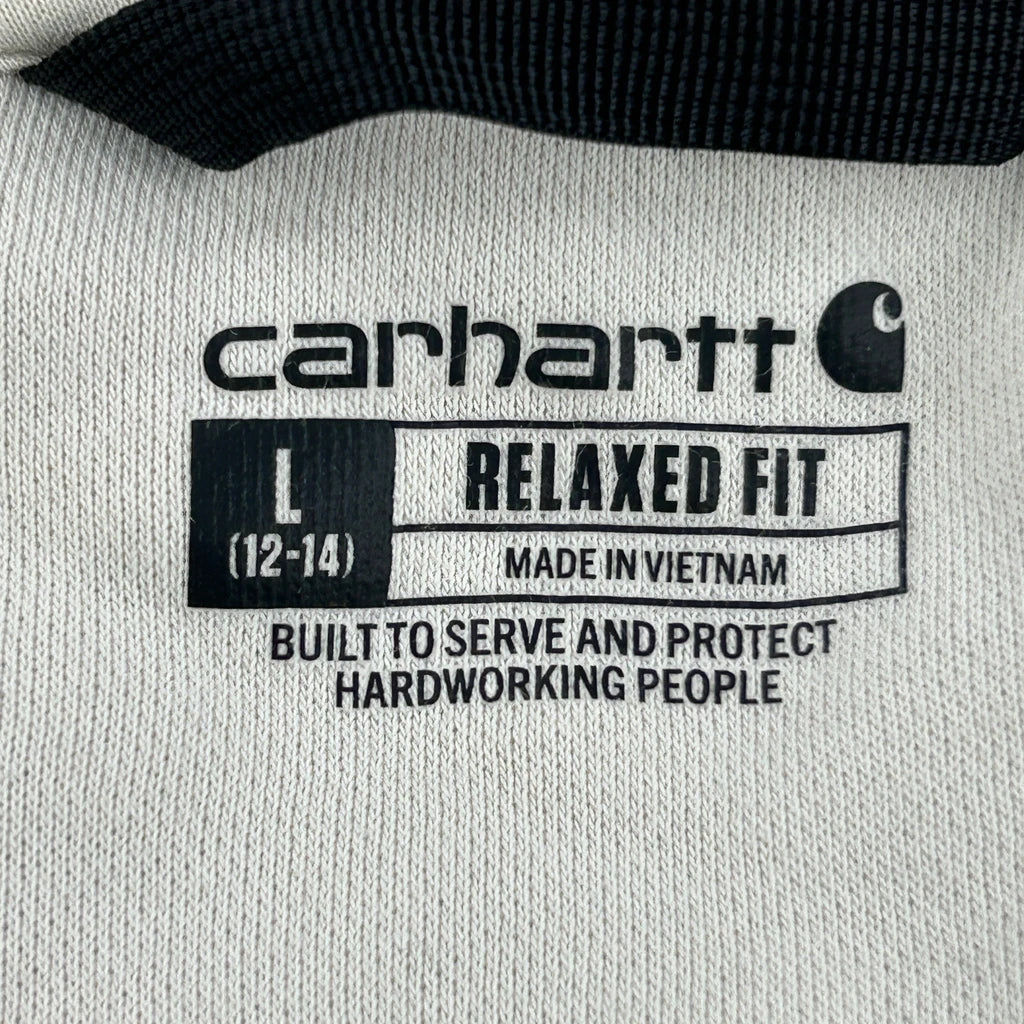 carhartt
L
(12-14)
RELAXED FIT
MADE IN VIETNAM
BUILT TO SERVE AND PROTECT
HARDWORKING PEOPLE